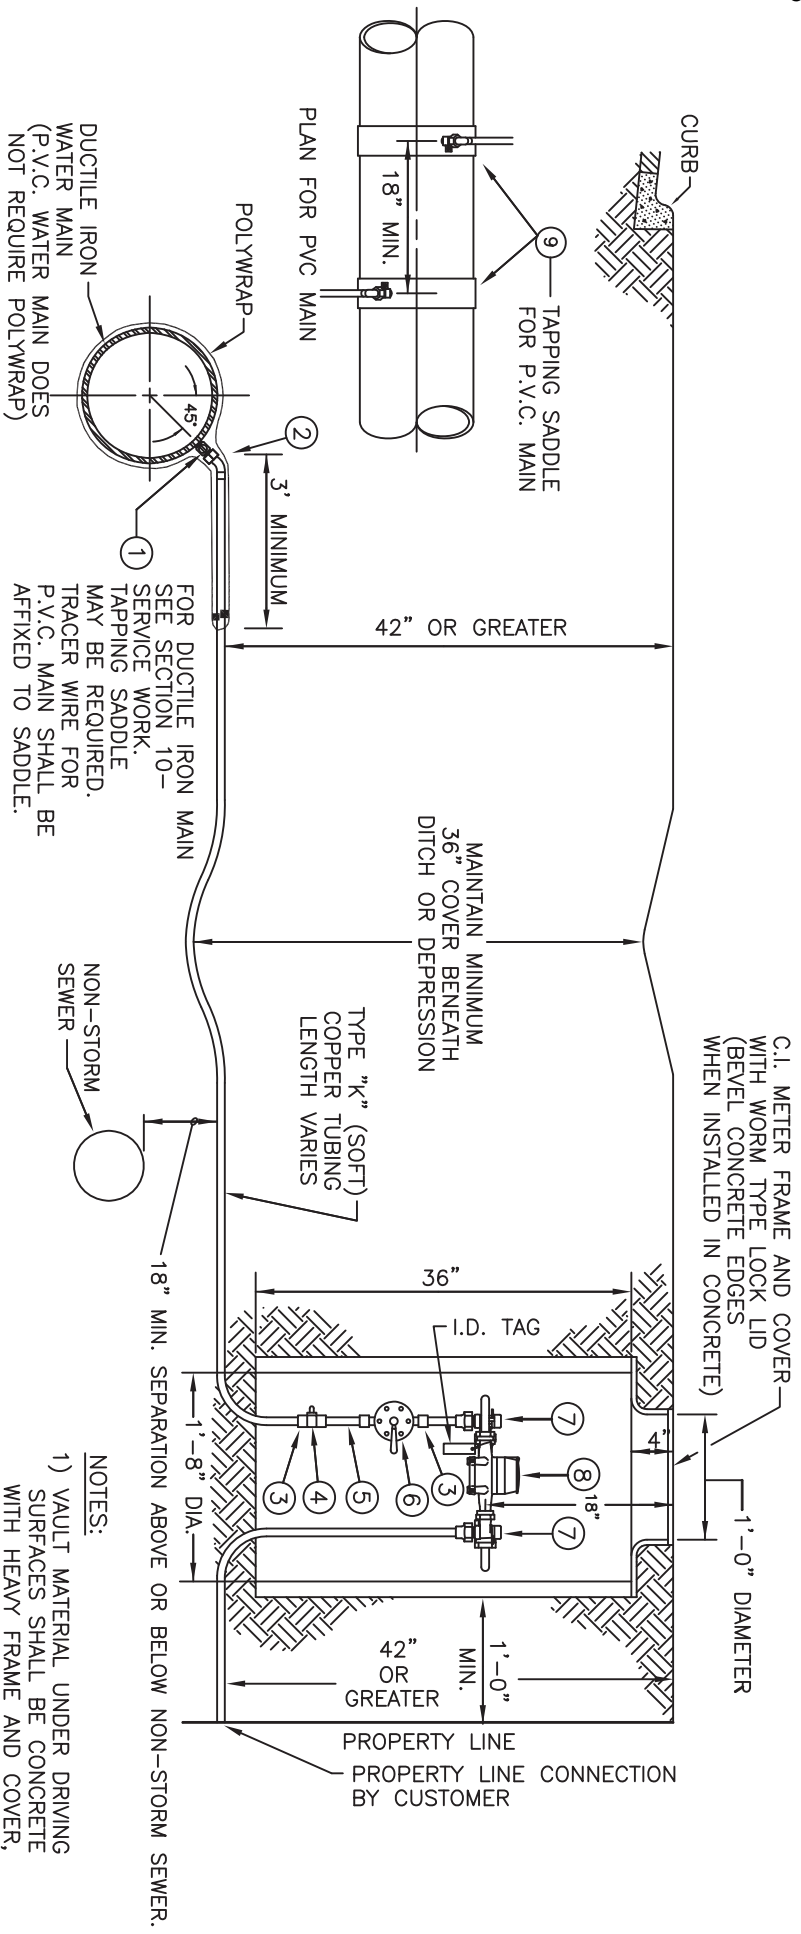 CURB
PLAN FOR PVC MAIN
18" MIN.
9
TAPPING SADDLE
FOR P.V.C. MAIN
POLYWRAP
DUCTILE IRON
WATER MAIN
(P.V.C. WATER MAIN DOES
NOT REQUIRE POLYWRAP)
45°
2
1
3' MINIMUM
FOR DUCTILE IRON MAIN
SEE SECTION 10-
SERVICE WORK.
TAPPING SADDLE
MAY BE REQUIRED.
TRACER WIRE FOR
P.V.C. MAIN SHALL BE
AFFIXED TO SADDLE.
42" OR GREATER
MAINTAIN MINIMUM
36" COVER BENEATH
DITCH OR DEPRESSION
NON-STORM
SEWER
TYPE "K" (SOFT)
COPPER TUBING
LENGTH VARIES
C.I. METER FRAME AND COVER
WITH WORM TYPE LOCK LID
(BEVEL CONCRETE EDGES
WHEN INSTALLED IN CONCRETE)
36"
I.D. TAG
4"
1'-0" DIAMETER
18"
7
8
7
3
6
5
4
3
1'-8" DIA.
1'-0"
MIN.
42"
OR
GREATER
PROPERTY LINE
PROPERTY LINE CONNECTION
BY CUSTOMER
18" MIN. SEPARATION ABOVE OR BELOW NON-STORM SEWER.
NOTES:
1) VAULT MATERIAL UNDER DRIVING
SURFACES SHALL BE CONCRETE
WITH HEAVY FRAME AND COVER,